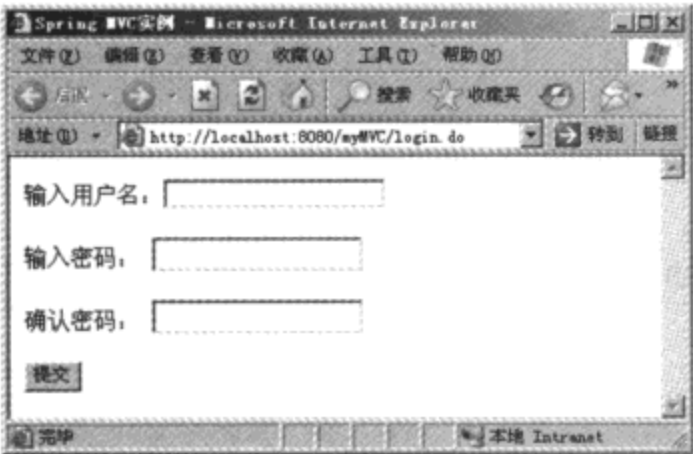 Spring MVC实例 - Microsoft Internet Explorer
文件(F) 编辑(E) 查看(V) 收藏(A) 工具(T) 帮助(H)
后退 搜索 收藏夹 »
地址(D) http://localhost:8080/myMVC/login.do 转到 链接
输入用户名：
输入密码：
确认密码：
提交
完毕 本地 Intranet